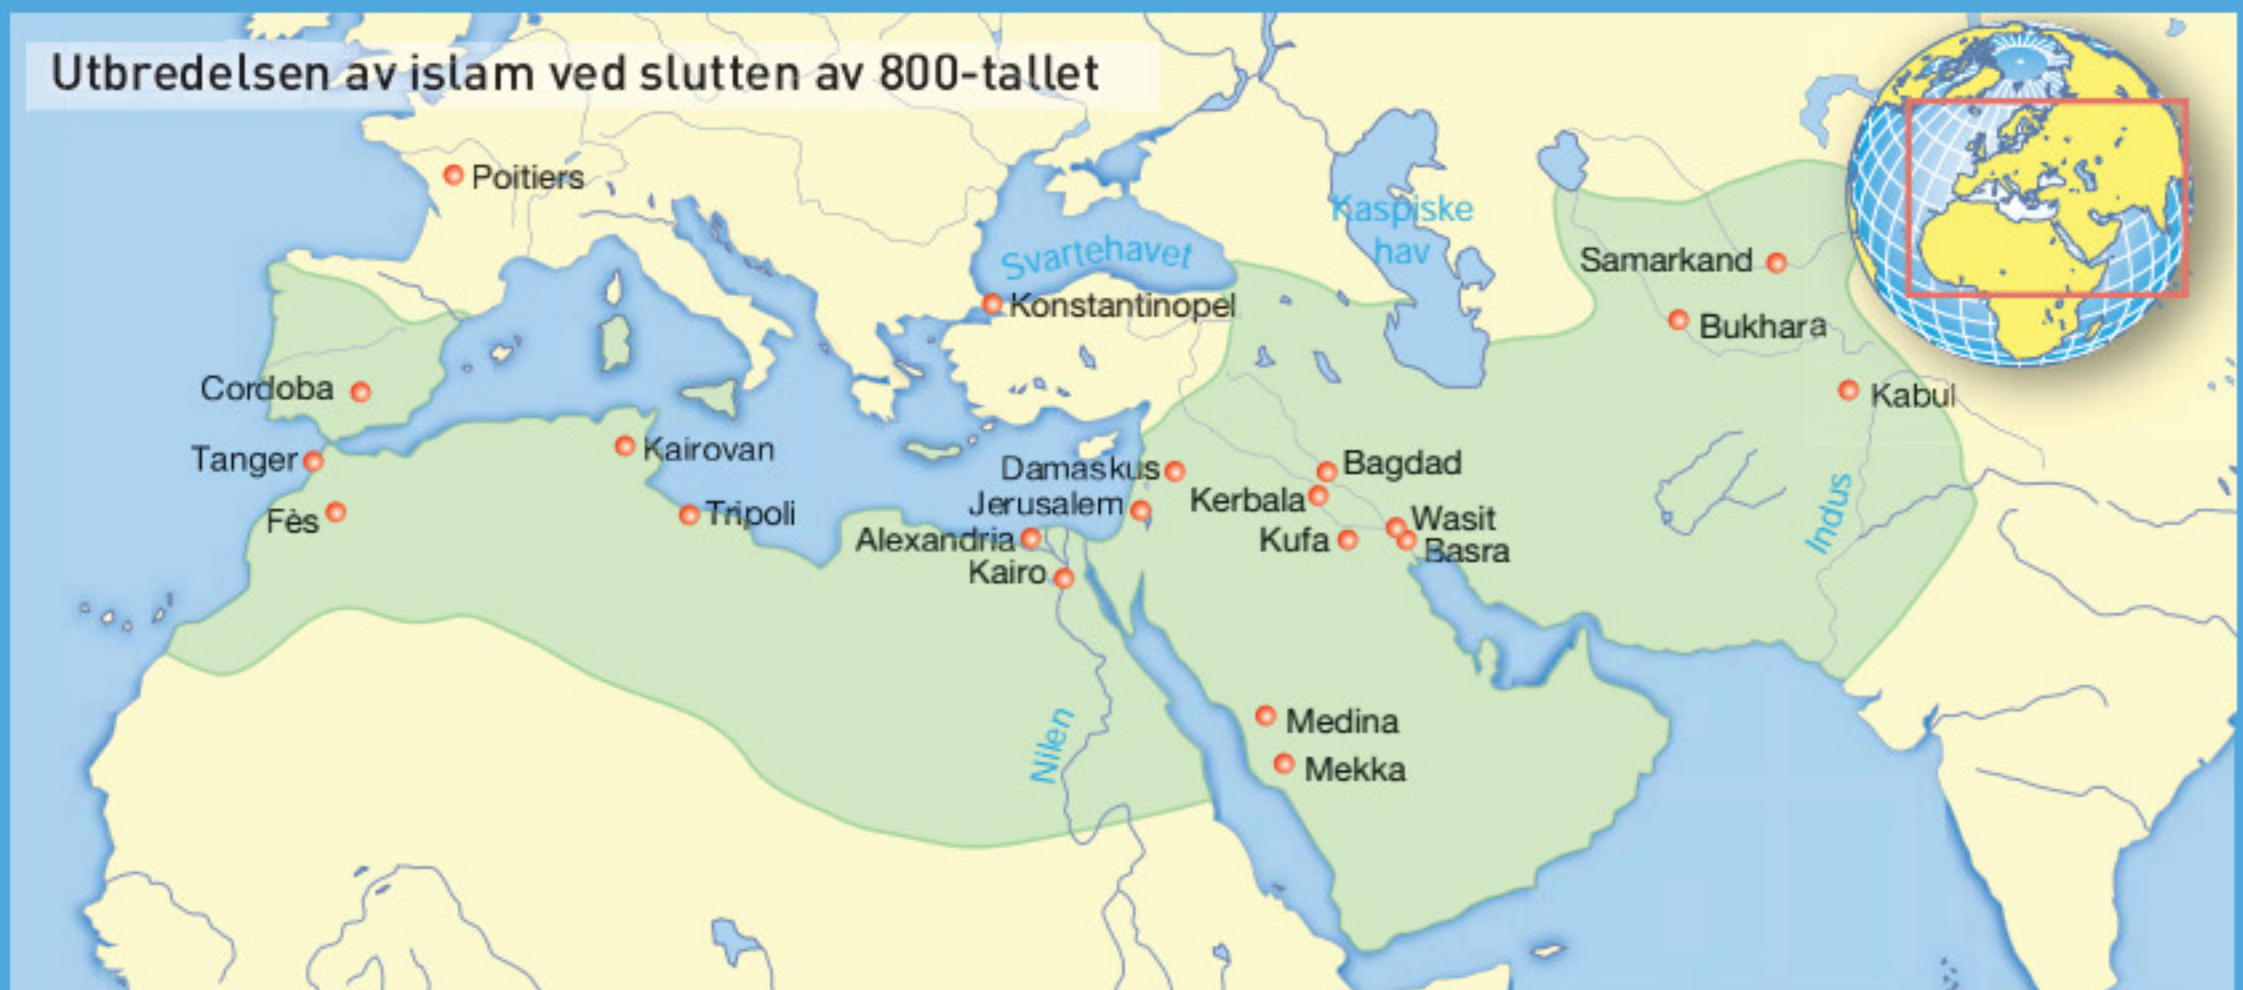 Utbredelsen av islam ved slutten av 800-tallet
Poitiers
Kaspiske
hav
Svartehavet
Samarkand
Konstantinopel
Bukhara
Cordoba
Kabul
Tanger
Kairovan
Damaskus
Bagdad
Jerusalem
Kerbala
Fès
Tripoli
Wasit
Alexandria
Kufa
Basra
Indus
Kairo
Medina
Nilen
Mekka